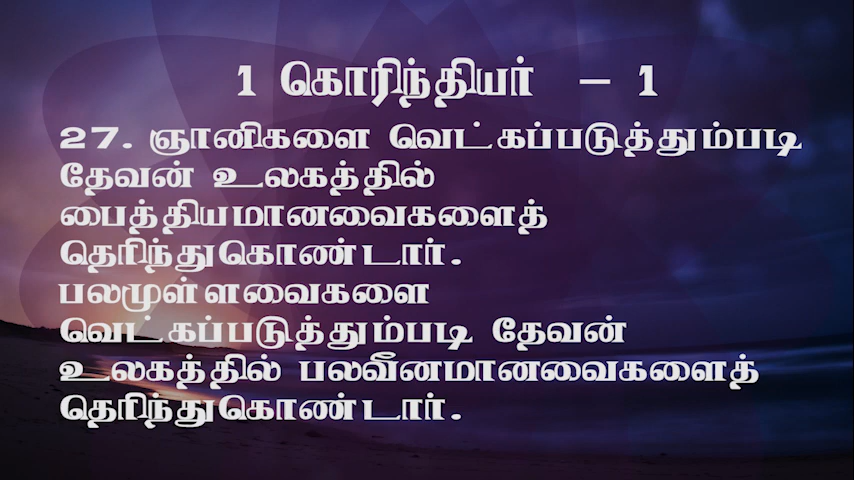 1 கொரிந்தியர் – 1
27. ஞானிகளை வெட்கப்படுத்தும்படி
தேவன் உலகத்தில்
பைத்தியமானவைகளைத்
தெரிந்துகொண்டார்.
பலமுள்ளவைகளை
வெட்கப்படுத்தும்படி தேவன்
உலகத்தில் பலவீனமானவைகளைத்
தெரிந்துகொண்டார்.